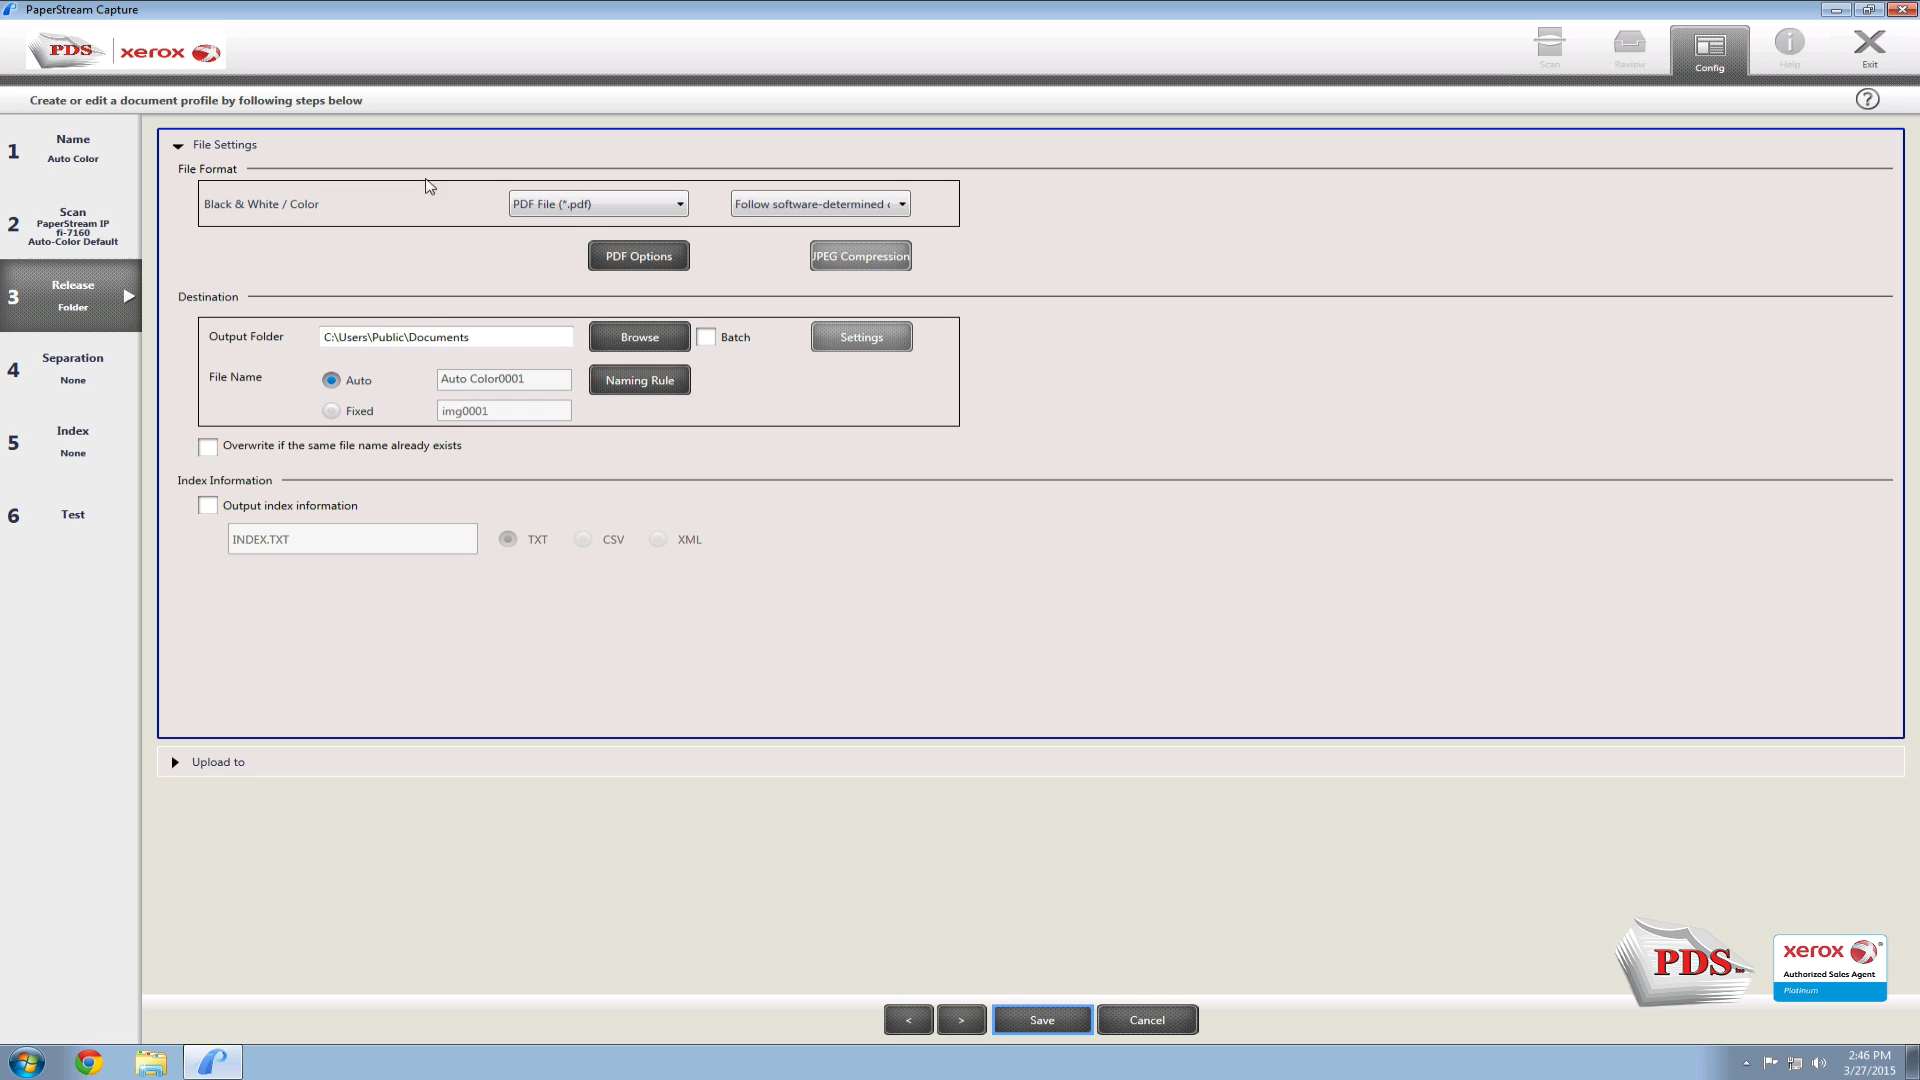 PaperStream Capture
PDS xerox
Scan
Review
Config
Help
Exit
Create or edit a document profile by following steps below
?
1 Name
Auto Color
2 Scan
PaperStream IP
fi-7160
Auto-Color Default
3 Release
Folder
4 Separation
None
5 Index
None
6 Test
File Settings
File Format
Black & White / Color PDF File (*.pdf) Follow software-determined
PDF Options JPEG Compression
Destination
Output Folder C:\Users\Public\Documents Browse Batch Settings
File Name Auto Auto Color0001 Naming Rule
Fixed img0001
Overwrite if the same file name already exists
Index Information
Output index information
INDEX.TXT TXT CSV XML
Upload to
PDS Inc
xerox
Authorized Sales Agent
Platinum
< > Save Cancel
2:46 PM
3/27/2015